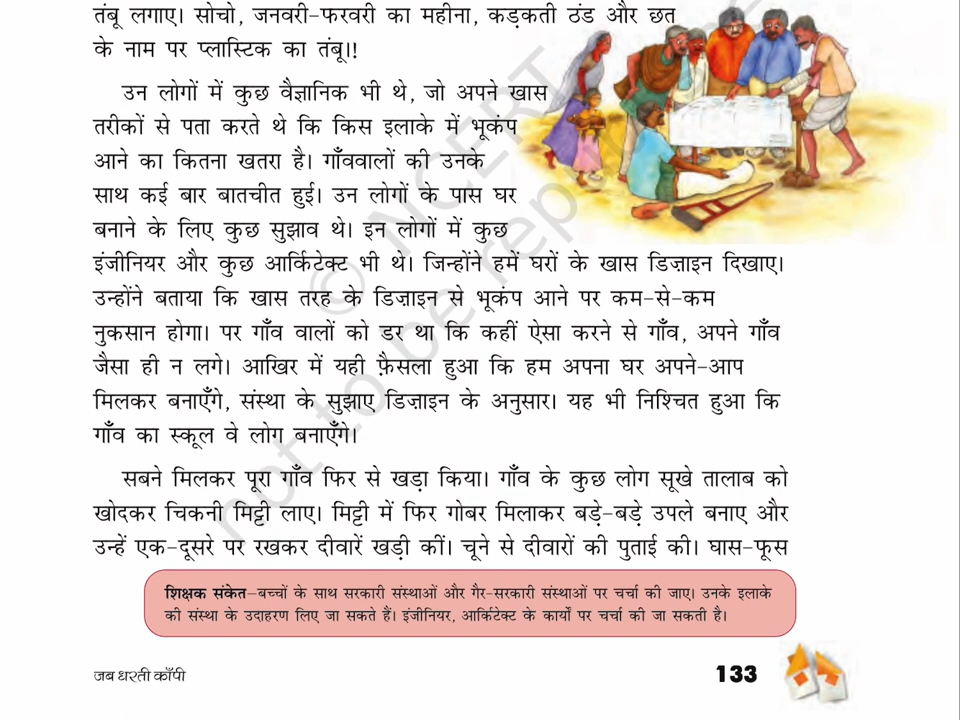 तंबू लगाए। सोचो, जनवरी-फरवरी का महीना, कड़कती ठंड और छत
के नाम पर प्लास्टिक का तंबू।!
उन लोगों में कुछ वैज्ञानिक भी थे, जो अपने खास
तरीकों से पता करते थे कि किस इलाके में भूकंप
आने का कितना खतरा है। गाँववालों की उनके
साथ कई बार बातचीत हुई। उन लोगों के पास घर
बनाने के लिए कुछ सुझाव थे। इन लोगों में कुछ
इंजीनियर और कुछ आर्किटेक्ट भी थे। जिन्होंने हमें घरों के खास डिज़ाइन दिखाए।
उन्होंने बताया कि खास तरह के डिज़ाइन से भूकंप आने पर कम-से-कम
नुकसान होगा। पर गाँव वालों को डर था कि कहीं ऐसा करने से गाँव, अपने गाँव
जैसा ही न लगे। आखिर में यही फ़ैसला हुआ कि हम अपना घर अपने-आप
मिलकर बनाएँगे, संस्था के सुझाए डिज़ाइन के अनुसार। यह भी निश्चित हुआ कि
गाँव का स्कूल वे लोग बनाएँगे।
सबने मिलकर पूरा गाँव फिर से खड़ा किया। गाँव के कुछ लोग सूखे तालाब को
खोदकर चिकनी मिट्टी लाए। मिट्टी में फिर गोबर मिलाकर बड़े-बड़े उपले बनाए और
उन्हें एक-दूसरे पर रखकर दीवारें खड़ी कीं। चूने से दीवारों की पुताई की। घास-फूस
शिक्षक संकेत–बच्चों के साथ सरकारी संस्थाओं और गैर-सरकारी संस्थाओं पर चर्चा की जाए। उनके इलाके
की संस्था के उदाहरण लिए जा सकते हैं। इंजीनियर, आर्किटेक्ट के कार्यों पर चर्चा की जा सकती है।
जब धरती काँपी
133
© NCERT
not to be rep